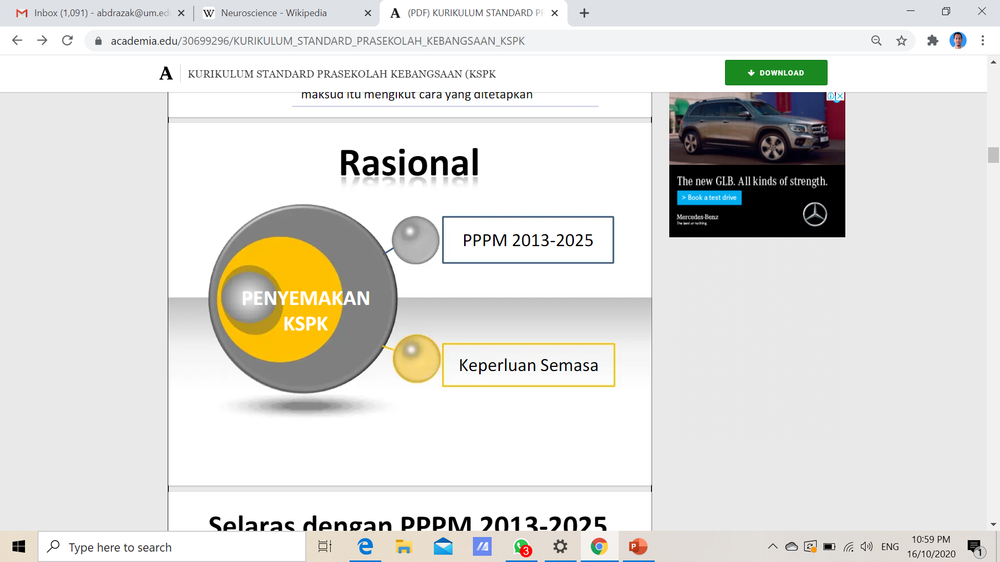 Inbox (1,091) - abdrazak@um.ed
Neuroscience - Wikipedia
(PDF) KURIKULUM STANDARD PR
academia.edu/30699296/KURIKULUM_STANDARD_PRASEKOLAH_KEBANGSAAN_KSPK
A
KURIKULUM STANDARD PRASEKOLAH KEBANGSAAN (KSPK
DOWNLOAD
maksud itu mengikut cara yang ditetapkan
Rasional
PPPM 2013-2025
PENYEMAKAN
KSPK
Keperluan Semasa
Selaras dengan PPPM 2013-2025
The new GLB. All kinds of strength.
> Book a test drive
Mercedes-Benz
The best or nothing.
Type here to search
3
ENG
10:59 PM
16/10/2020
1